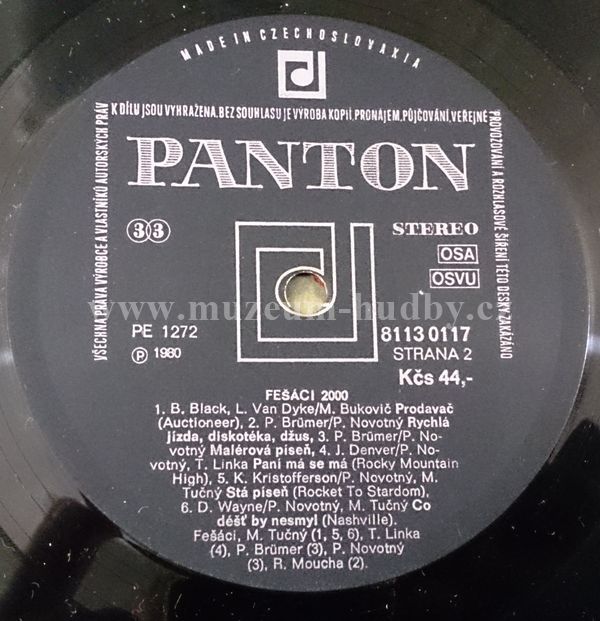 MADE IN CZECHOSLOVAKIA
VŠECHNA PRÁVA VÝROBCE A VLASTNÍKŮ AUTORSKÝCH PRÁV
K DÍLU JSOU VYHRAŽENA. BEZ SOUHLASU JE VÝROBA KOPIÍ, PRONÁJEM, PŮJČOVÁNÍ, VEŘEJNÉ
PROVOZOVÁNÍ A ROZHLASOVÉ ŠÍŘENÍ TÉTO DESKY ZAKÁZÁNO
PANTON
33
STEREO
OSA
OSVU
www.muzeum-hudby.cz
PE 1272
81130117
℗ 1980
STRANA 2
Kčs 44,-
FEŠÁCI 2000
1. B. Black, L. Van Dyke/M. Bukovič Prodavač
(Auctioneer), 2. P. Brümer/P. Novotný Rychlá
jízda, diskotéka, džus, 3. P. Brümer/P. No-
votný Malérová píseň, 4. J. Denver/P. No-
votný, T. Linka Paní má se má (Rocky Mountain
High), 5. K. Kristofferson/P. Novotný, M.
Tučný Stá píseň (Rocket To Stardom),
6. D. Wayne/P. Novotný, M. Tučný Co
déšť by nesmyl (Nashville).
Fešáci, M. Tučný (1, 5, 6), T. Linka
(4), P. Brümer (3), P. Novotný
(3), R. Moucha (2).